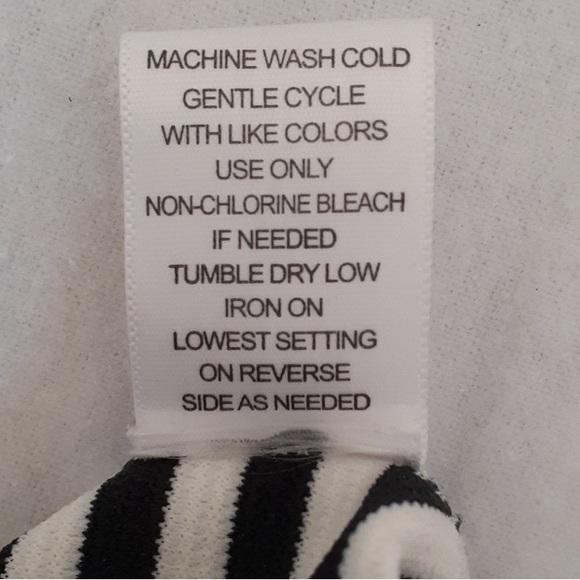 MACHINE WASH COLD
GENTLE CYCLE
WITH LIKE COLORS
USE ONLY
NON-CHLORINE BLEACH
IF NEEDED
TUMBLE DRY LOW
IRON ON
LOWEST SETTING
ON REVERSE
SIDE AS NEEDED